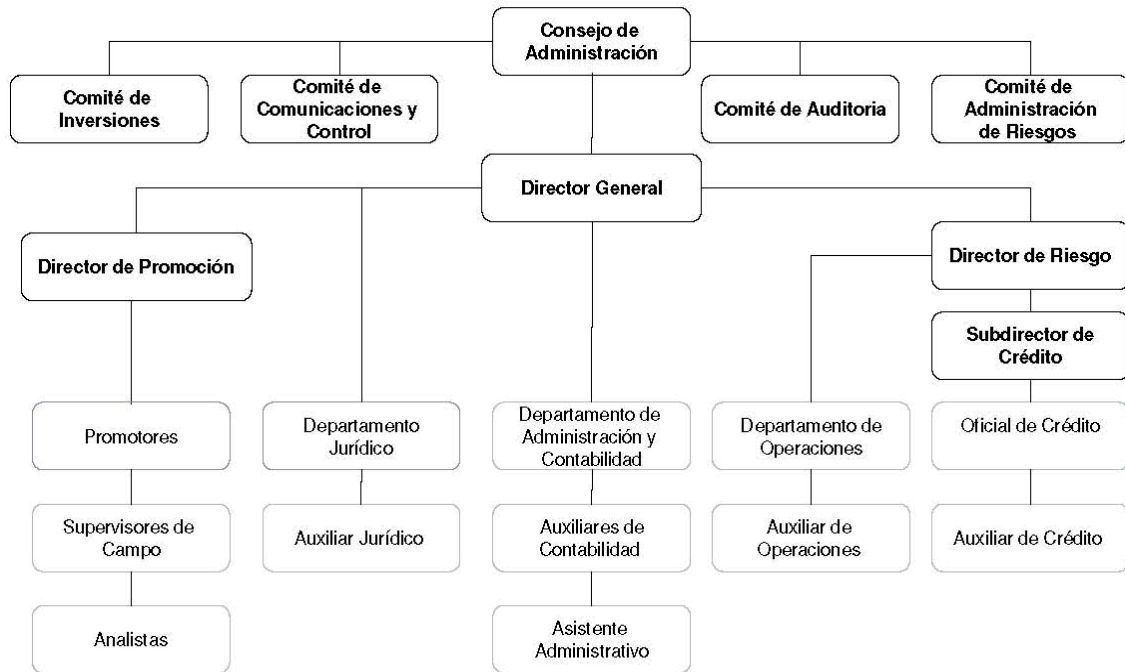 Consejo de
Administración
Comité de
Inversiones
Comité de
Comunicaciones y
Control
Comité de Auditoria
Comité de
Administración
de Riesgos
Director General
Director de Promoción
Director de Riesgo
Subdirector de
Crédito
Promotores
Departamento
Jurídico
Departamento de
Administración y
Contabilidad
Departamento de
Operaciones
Oficial de Crédito
Supervisores de
Campo
Auxiliar Jurídico
Auxiliares de
Contabilidad
Auxiliar de
Operaciones
Auxiliar de Crédito
Analistas
Asistente
Administrativo